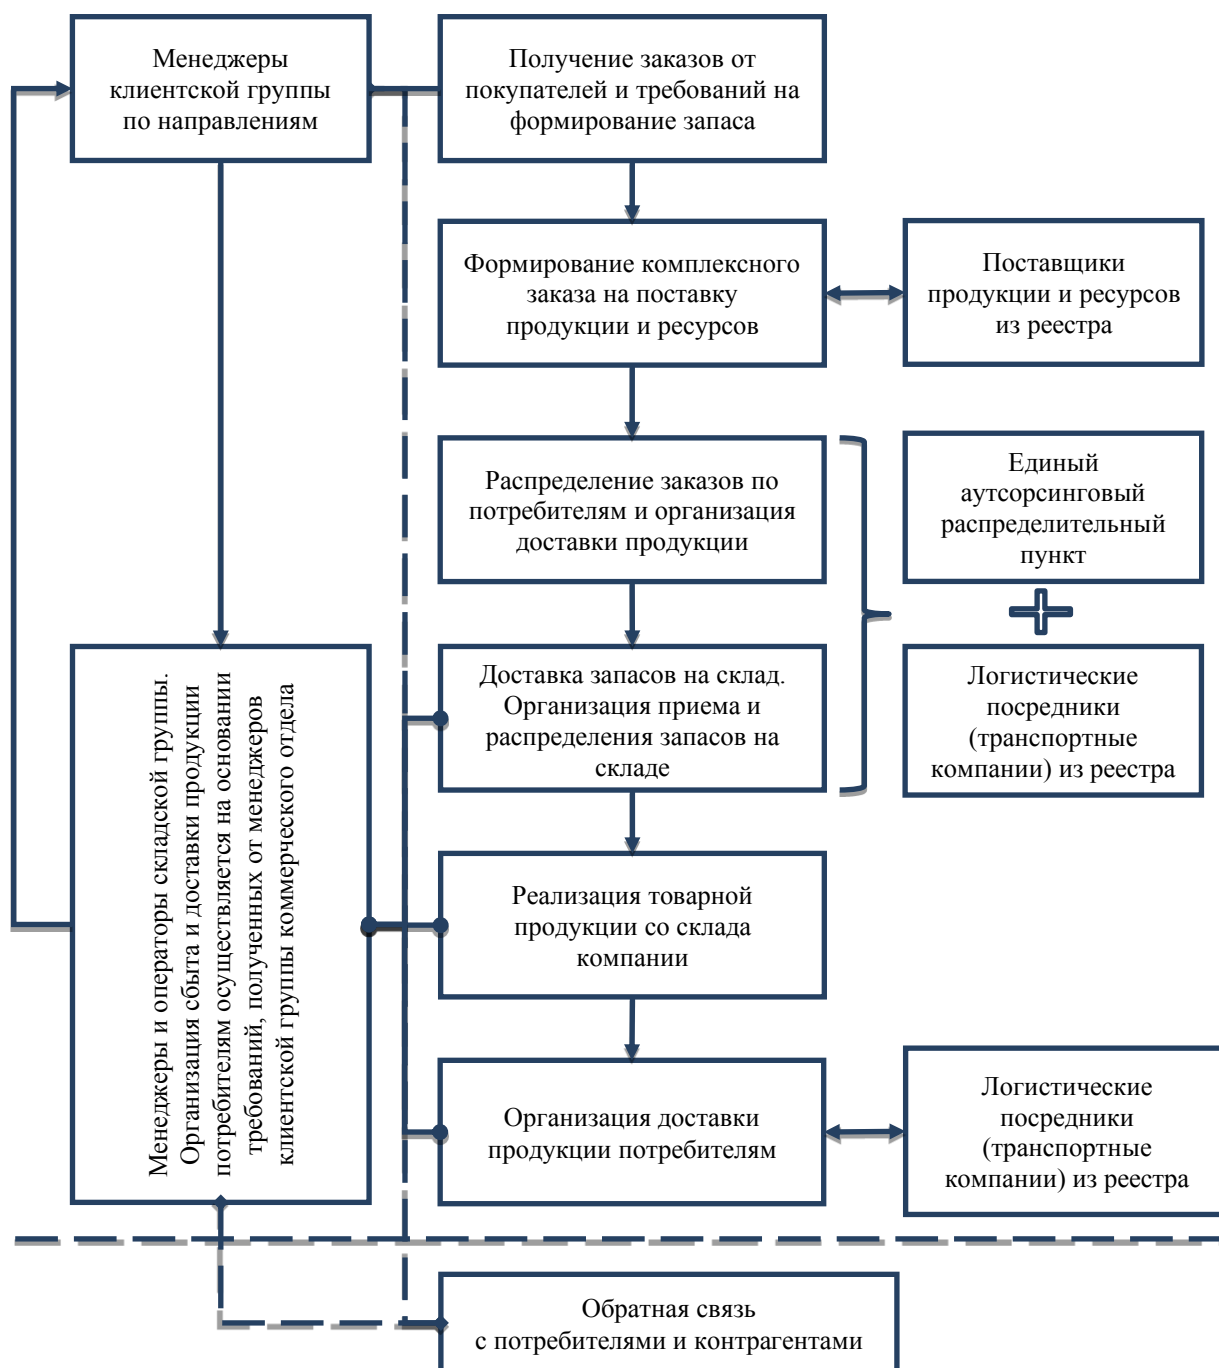 Менеджеры
клиентской группы
по направлениям
Получение заказов от
покупателей и требований на
формирование запаса
Формирование комплексного
заказа на поставку
продукции и ресурсов
Поставщики
продукции и ресурсов
из реестра
Распределение заказов по
потребителям и организация
доставки продукции
Единый
аутсорсинговый
распределительный
пункт
Менеджеры и операторы складской группы.
Организация сбыта и доставки продукции
потребителям осуществляется на основании
требований, полученных от менеджеров
клиентской группы коммерческого отдела
Доставка запасов на склад.
Организация приема и
распределения запасов на
складе
Логистические
посредники
(транспортные
компании) из реестра
Реализация товарной
продукции со склада
компании
Организация доставки
продукции потребителям
Логистические
посредники
(транспортные
компании) из реестра
Обратная связь
с потребителями и контрагентами